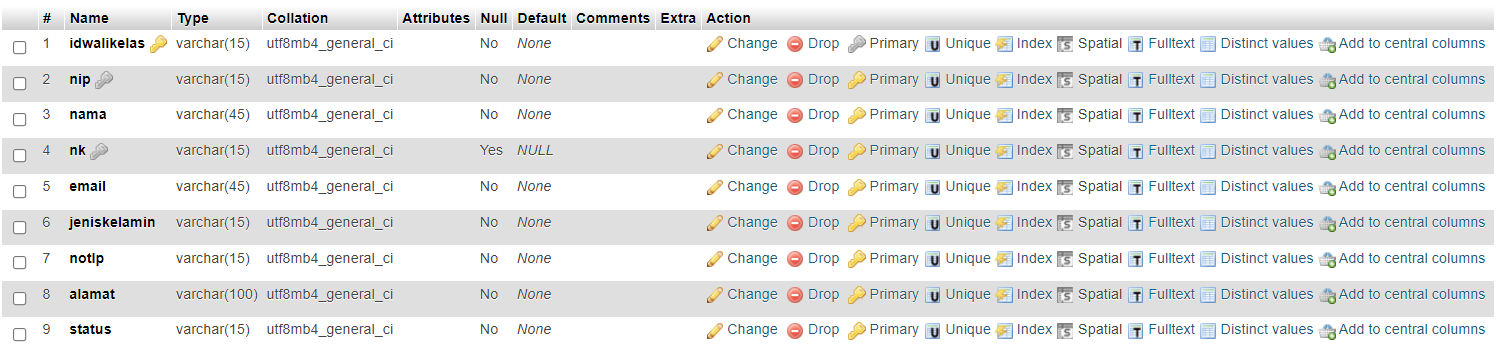 # Name Type Collation Attributes Null Default Comments Extra Action
1 idwalikelas varchar(15) utf8mb4_general_ci No None Change Drop Primary Unique Index Spatial Fulltext Distinct values Add to central columns
2 nip varchar(15) utf8mb4_general_ci No None Change Drop Primary Unique Index Spatial Fulltext Distinct values Add to central columns
3 nama varchar(45) utf8mb4_general_ci No None Change Drop Primary Unique Index Spatial Fulltext Distinct values Add to central columns
4 nk varchar(15) utf8mb4_general_ci Yes NULL Change Drop Primary Unique Index Spatial Fulltext Distinct values Add to central columns
5 email varchar(45) utf8mb4_general_ci No None Change Drop Primary Unique Index Spatial Fulltext Distinct values Add to central columns
6 jeniskelamin varchar(15) utf8mb4_general_ci No None Change Drop Primary Unique Index Spatial Fulltext Distinct values Add to central columns
7 notlp varchar(15) utf8mb4_general_ci No None Change Drop Primary Unique Index Spatial Fulltext Distinct values Add to central columns
8 alamat varchar(100) utf8mb4_general_ci No None Change Drop Primary Unique Index Spatial Fulltext Distinct values Add to central columns
9 status varchar(15) utf8mb4_general_ci No None Change Drop Primary Unique Index Spatial Fulltext Distinct values Add to central columns